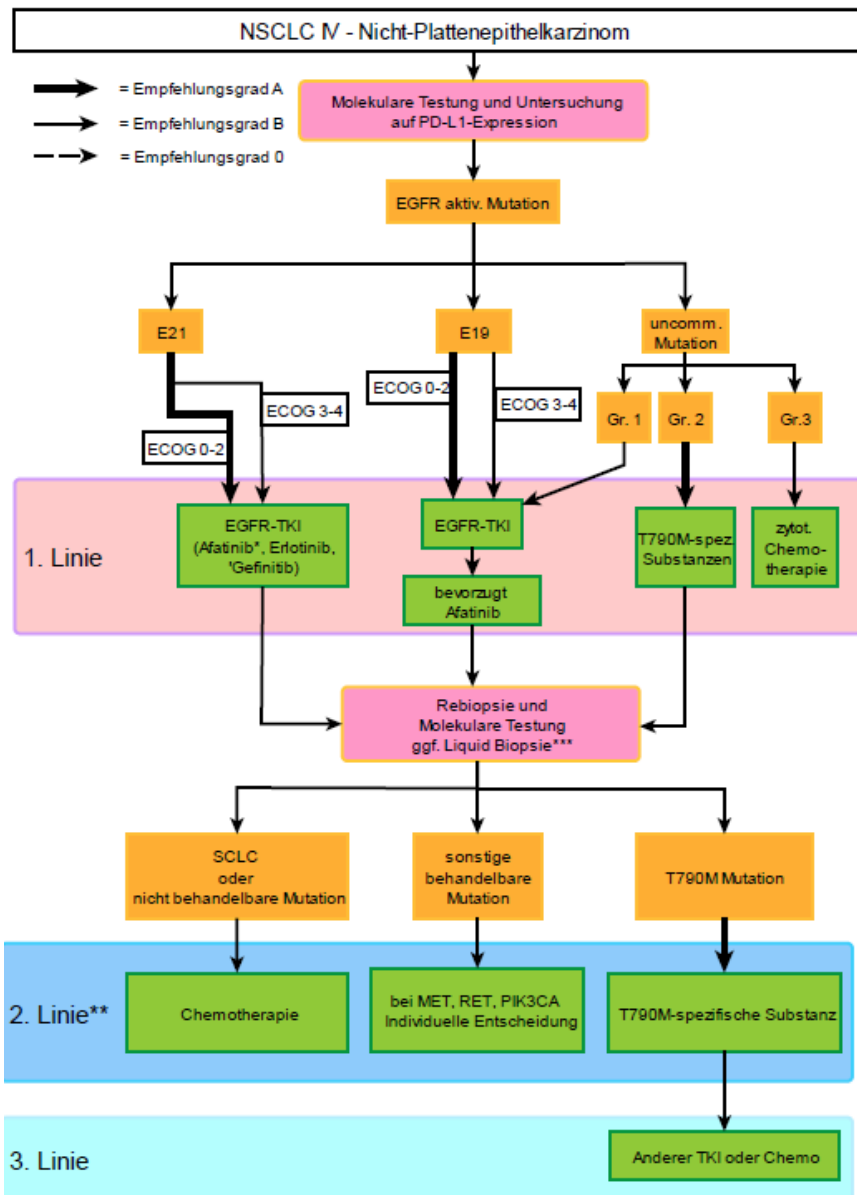 NSCLC IV - Nicht-Plattenepithelkarzinom
= Empfehlungsgrad A
= Empfehlungsgrad B
= Empfehlungsgrad 0
Molekulare Testung und Untersuchung
auf PD-L1-Expression
EGFR aktiv. Mutation
E21
E19
uncomm.
Mutation
ECOG 0-2
ECOG 3-4
ECOG 0-2
ECOG 3-4
Gr. 1
Gr. 2
Gr.3
1. Linie
EGFR-TKI
(Afatinib*, Erlotinib,
'Gefinitib)
EGFR-TKI
bevorzugt
Afatinib
T790M-spez.
Substanzen
zytot.
Chemo-
therapie
Rebiopsie und
Molekulare Testung
ggf. Liquid Biopsie***
SCLC
oder
nicht behandelbare Mutation
sonstige
behandelbare
Mutation
T790M Mutation
2. Linie**
Chemotherapie
bei MET, RET, PIK3CA
Individuelle Entscheidung
T790M-spezifische Substanz
3. Linie
Anderer TKI oder Chemo